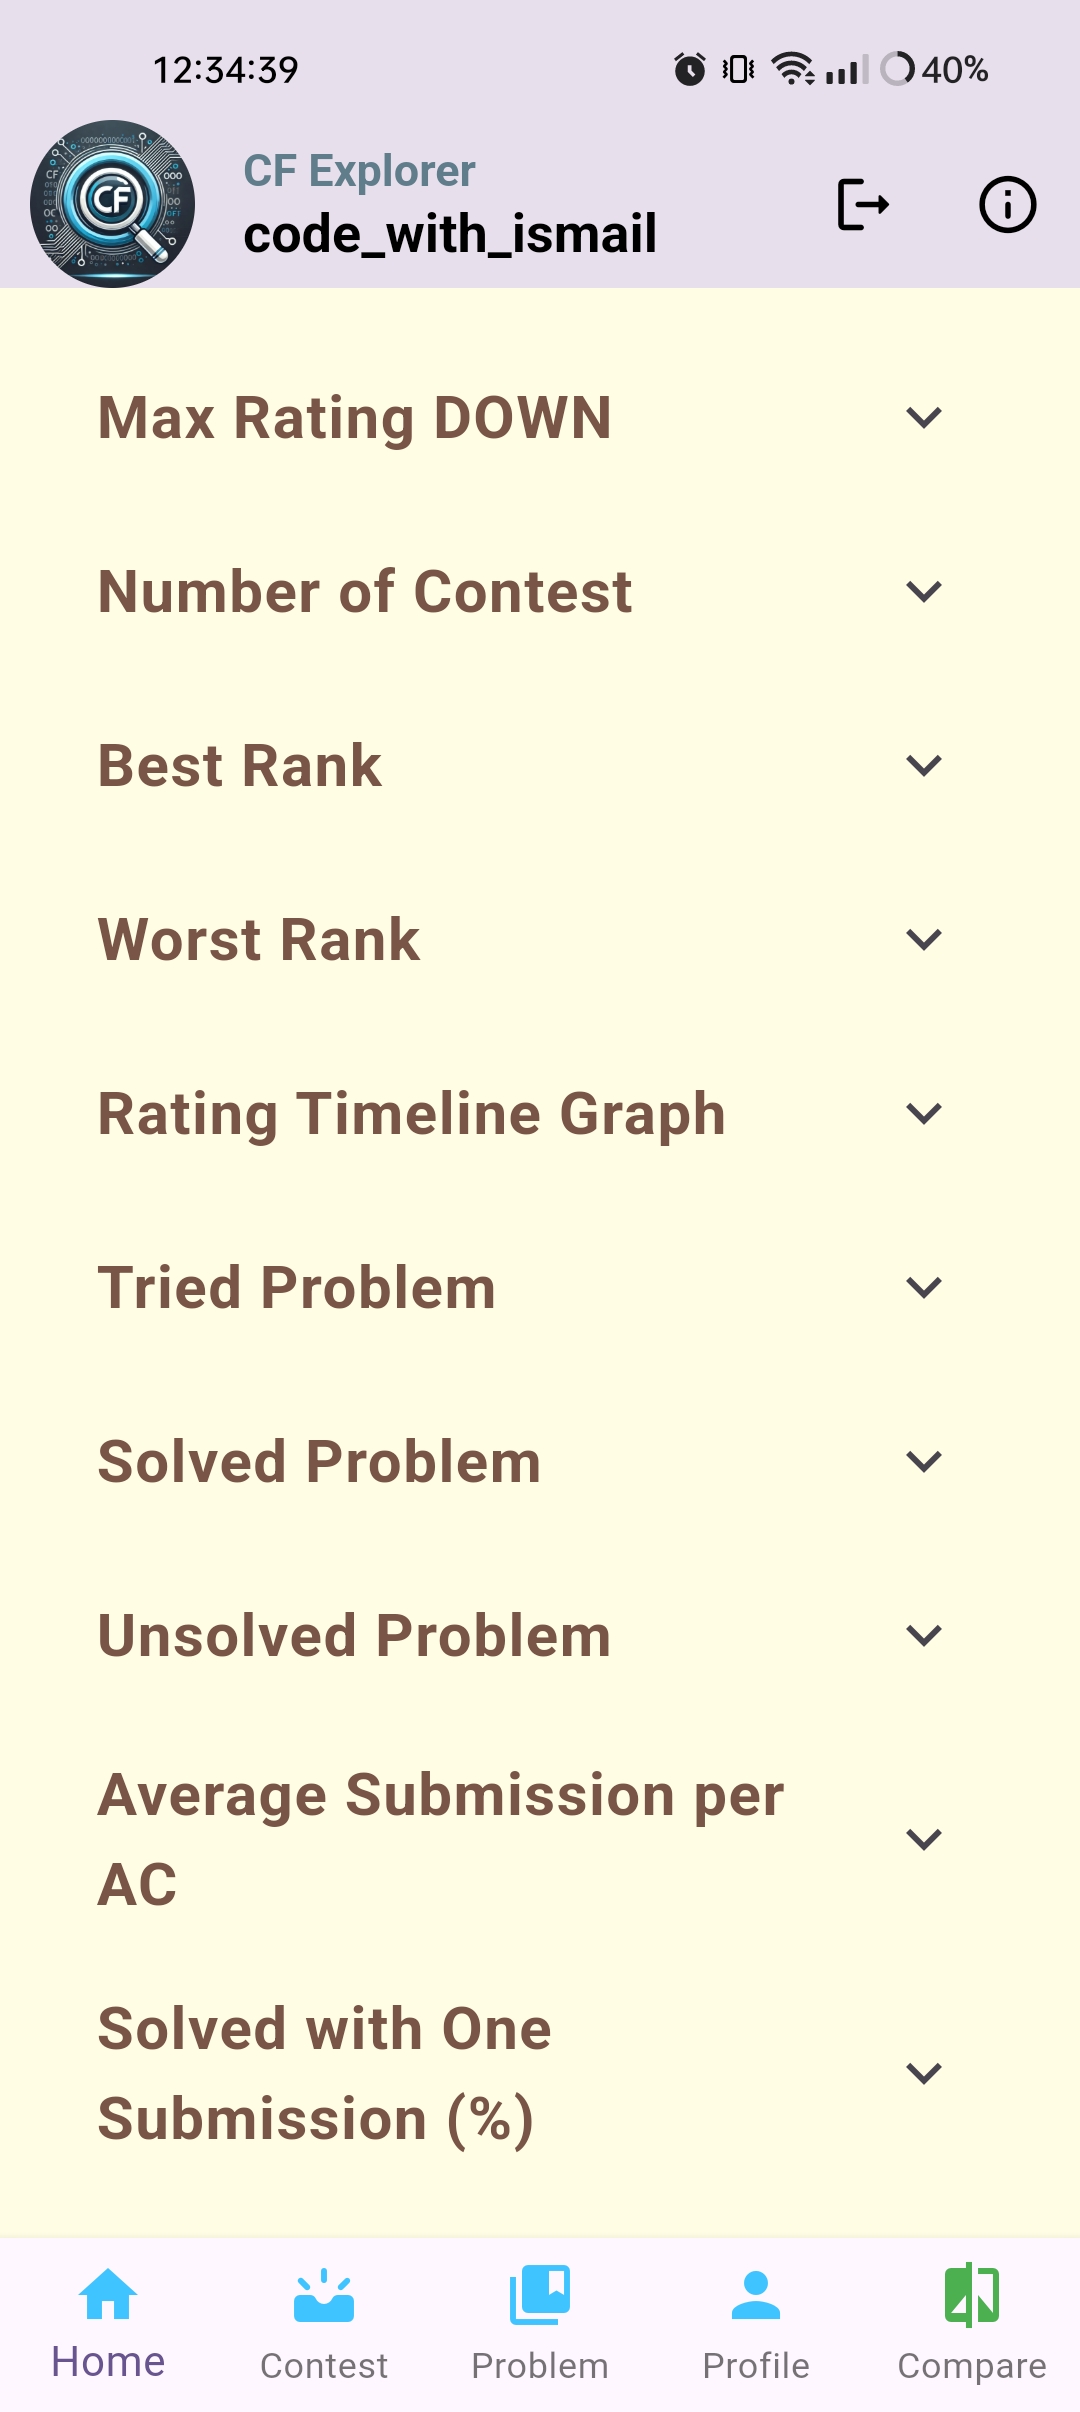 12:34:39
40%
CF
CF Explorer
code_with_ismail
Max Rating DOWN
Number of Contest
Best Rank
Worst Rank
Rating Timeline Graph
Tried Problem
Solved Problem
Unsolved Problem
Average Submission per
AC
Solved with One
Submission (%)
Home
Contest
Problem
Profile
Compare